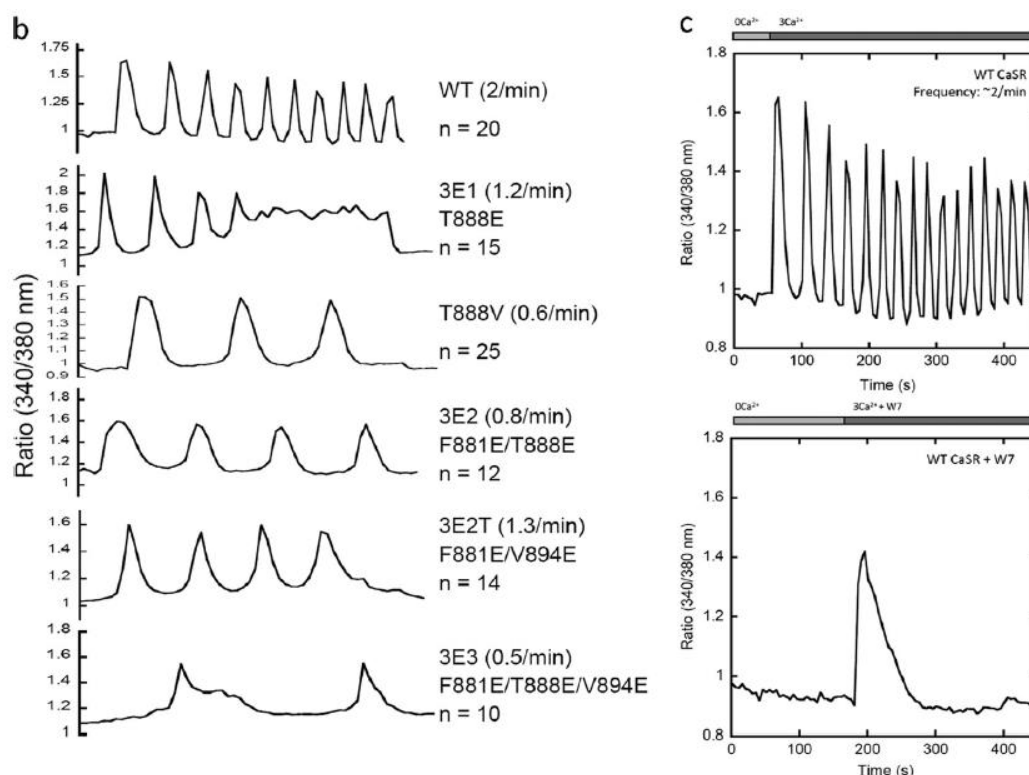 b
Ratio (340/380 nm)
1.75
1.5
1.25
1
WT (2/min)
n = 20
2.2
2
1.8
1.6
1.4
1.2
1
3E1 (1.2/min)
T888E
n = 15
1.6
1.5
1.4
1.3
1.2
1.1
1
0.9
T888V (0.6/min)
n = 25
1.8
1.6
1.4
1.2
1
3E2 (0.8/min)
F881E/T888E
n = 12
1.6
1.4
1.2
1
3E2T (1.3/min)
F881E/V894E
n = 14
1.8
1.6
1.4
1.2
1
3E3 (0.5/min)
F881E/T888E/V894E
n = 10
c
0Ca²⁺ 3Ca²⁺
WT CaSR
Frequency: ~2/min
Ratio (340/380 nm)
1.8
1.6
1.4
1.2
1
0.8
0 100 200 300 400
Time (s)
0Ca²⁺ 3Ca²⁺ + W7
WT CaSR + W7
Ratio (340/380 nm)
1.8
1.6
1.4
1.2
1
0.8
0 100 200 300 400
Time (s)